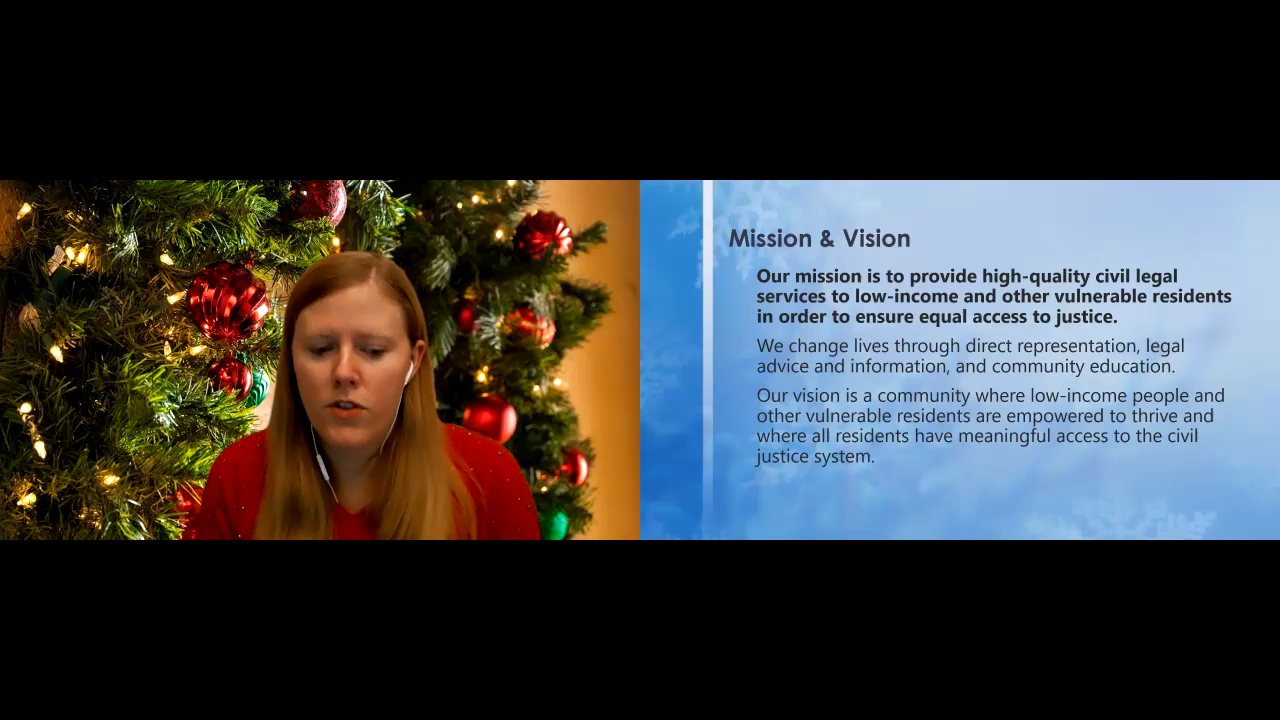 Mission & Vision
Our mission is to provide high-quality civil legal
services to low-income and other vulnerable residents
in order to ensure equal access to justice.
We change lives through direct representation, legal
advice and information, and community education.
Our vision is a community where low-income people and
other vulnerable residents are empowered to thrive and
where all residents have meaningful access to the civil
justice system.